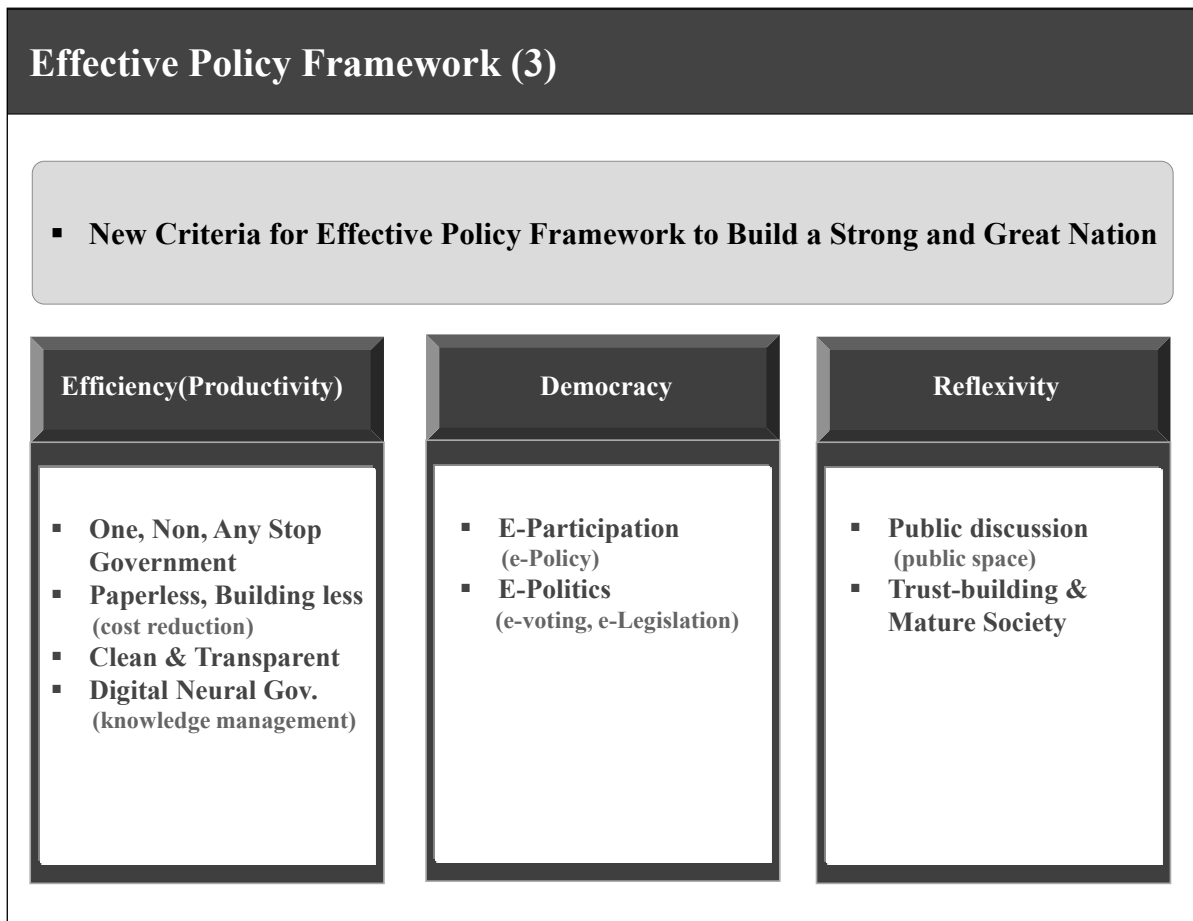 Effective Policy Framework (3)
▪ New Criteria for Effective Policy Framework to Build a Strong and Great Nation
Efficiency(Productivity)
▪ One, Non, Any Stop
Government
▪ Paperless, Building less
(cost reduction)
▪ Clean & Transparent
▪ Digital Neural Gov.
(knowledge management)
Democracy
▪ E-Participation
(e-Policy)
▪ E-Politics
(e-voting, e-Legislation)
Reflexivity
▪ Public discussion
(public space)
▪ Trust-building &
Mature Society